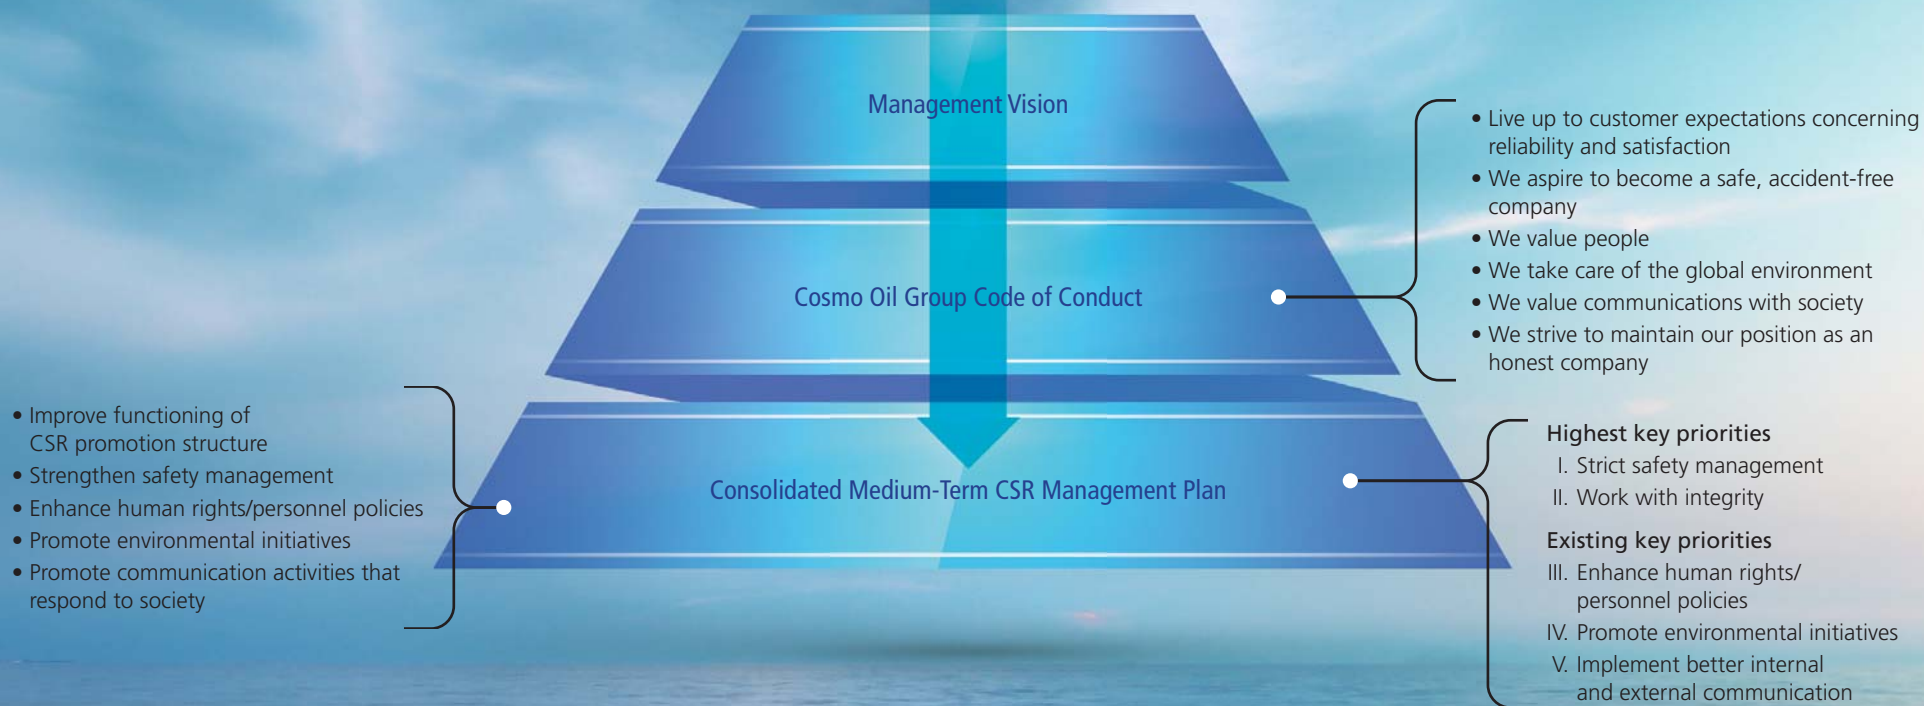 Management Vision
Cosmo Oil Group Code of Conduct
• Live up to customer expectations concerning
reliability and satisfaction
• We aspire to become a safe, accident-free
company
• We value people
• We take care of the global environment
• We value communications with society
• We strive to maintain our position as an
honest company
Consolidated Medium-Term CSR Management Plan
• Improve functioning of
CSR promotion structure
• Strengthen safety management
• Enhance human rights/personnel policies
• Promote environmental initiatives
• Promote communication activities that
respond to society
Highest key priorities
I. Strict safety management
II. Work with integrity
Existing key priorities
III. Enhance human rights/
personnel policies
IV. Promote environmental initiatives
V. Implement better internal
and external communication